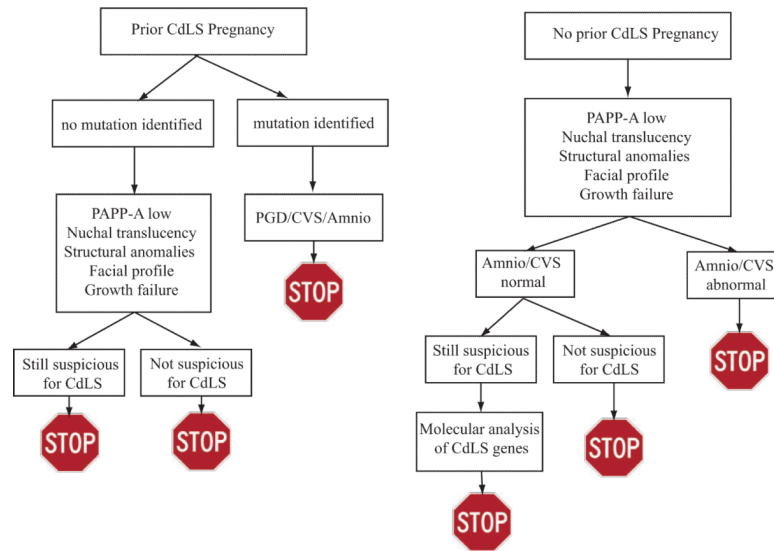 Prior CdLS Pregnancy
no mutation identified
mutation identified
PAPP-A low
Nuchal translucency
Structural anomalies
Facial profile
Growth failure
PGD/CVS/Amnio
STOP
Still suspicious
for CdLS
Not suspicious
for CdLS
STOP
STOP
No prior CdLS Pregnancy
PAPP-A low
Nuchal translucency
Structural anomalies
Facial profile
Growth failure
Amnio/CVS
normal
Amnio/CVS
abnormal
Still suspicious
for CdLS
Not suspicious
for CdLS
STOP
Molecular analysis
of CdLS genes
STOP
STOP